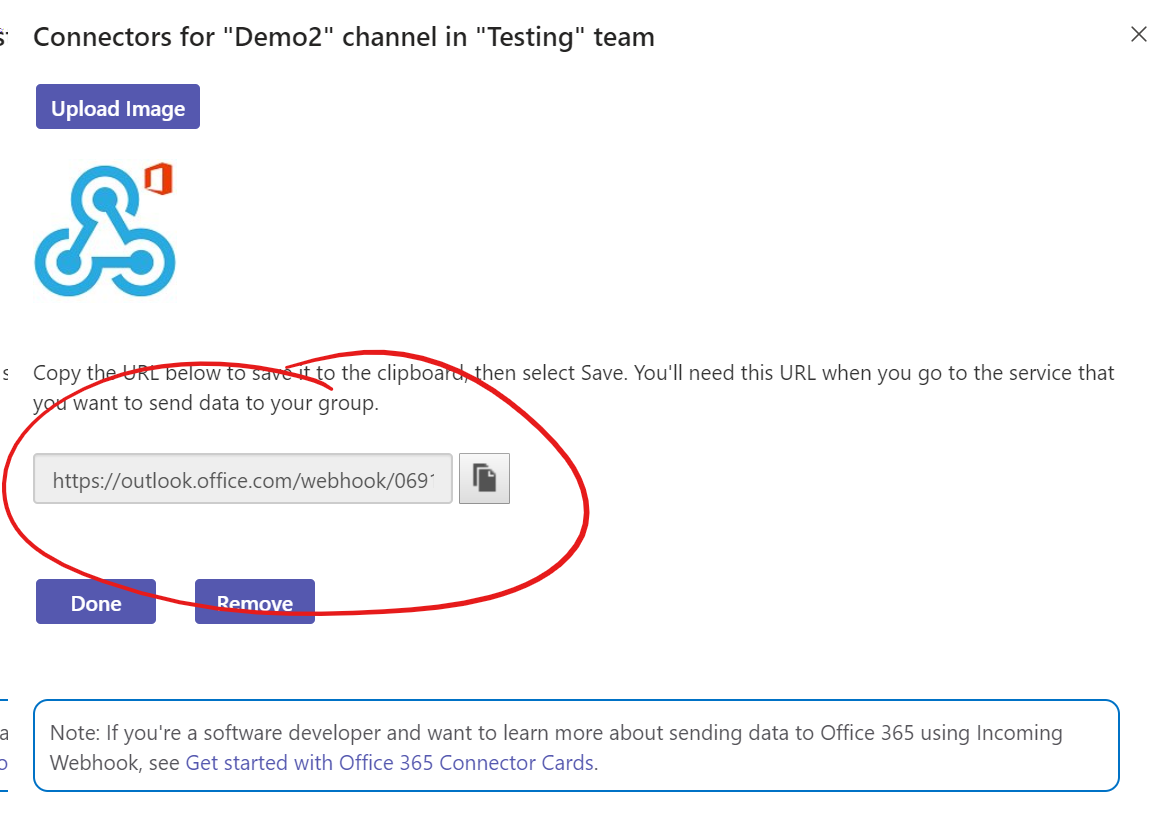 Connectors for "Demo2" channel in "Testing" team
Upload Image
Copy the URL below to save it to the clipboard, then select Save. You'll need this URL when you go to the service that
you want to send data to your group.
https://outlook.office.com/webhook/069
Done
Remove
Note: If you're a software developer and want to learn more about sending data to Office 365 using Incoming
Webhook, see Get started with Office 365 Connector Cards.